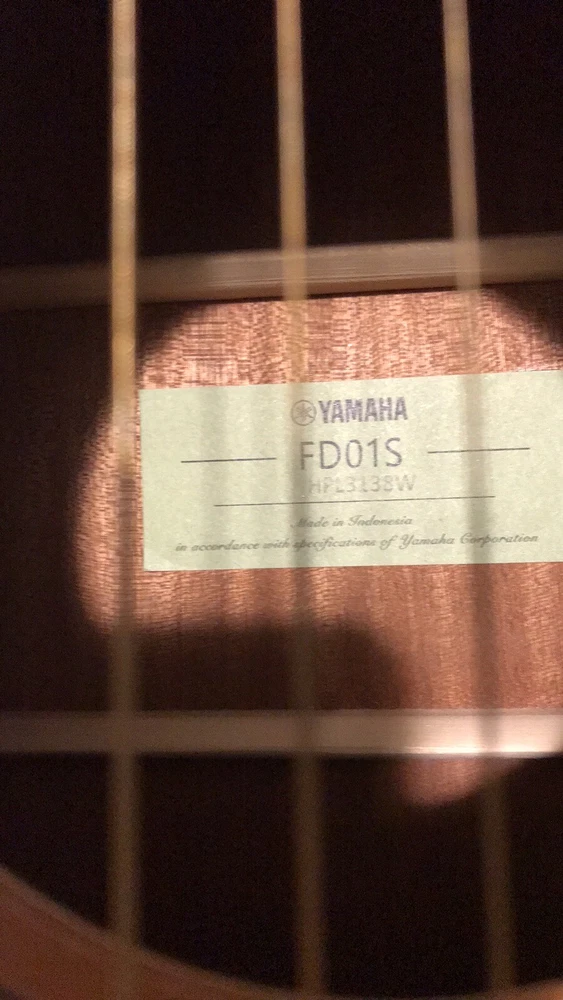 YAMAHA
FD01S
HPL3138W
Made in Indonesia
in accordance with specifications of Yamaha Corporation